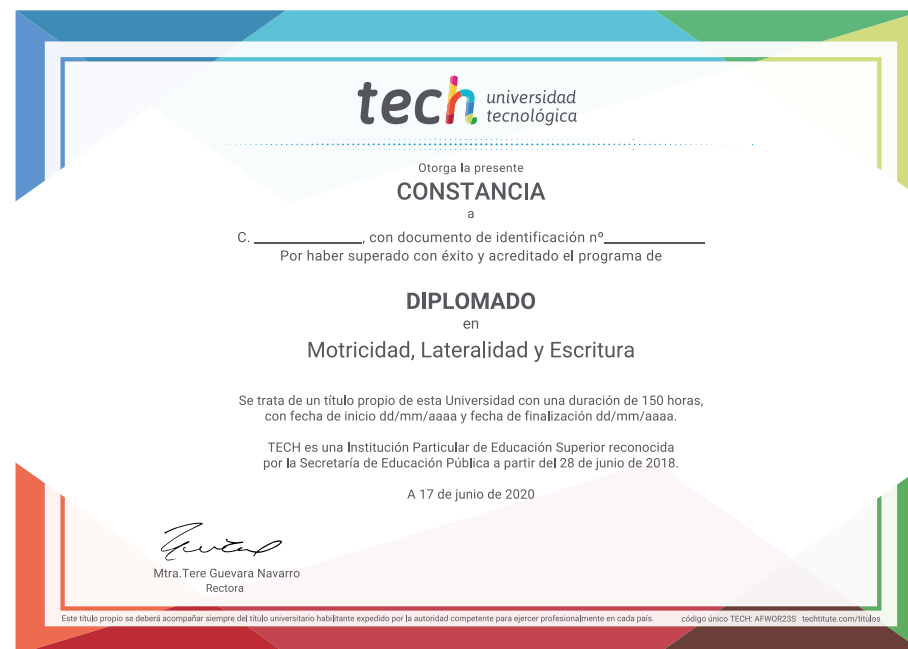 tech universidad
tecnológica
Otorga la presente
CONSTANCIA
a
C. ____________, con documento de identificación nº____________
Por haber superado con éxito y acreditado el programa de
DIPLOMADO
en
Motricidad, Lateralidad y Escritura
Se trata de un título propio de esta Universidad con una duración de 150 horas,
con fecha de inicio dd/mm/aaaa y fecha de finalización dd/mm/aaaa.
TECH es una Institución Particular de Educación Superior reconocida
por la Secretaría de Educación Pública a partir del 28 de junio de 2018.
A 17 de junio de 2020
Mtra.Tere Guevara Navarro
Rectora
Este título propio se deberá acompañar siempre del título universitario habilitante expedido por la autoridad competente para ejercer profesionalmente en cada país. código único TECH: AFWOR23S techtitute.com/titulos